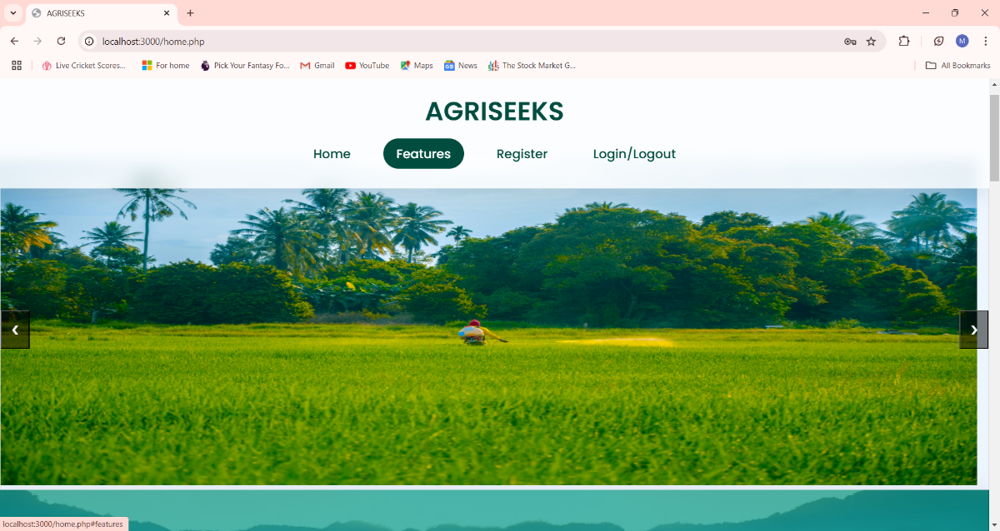 AGRISEEKS
localhost:3000/home.php
M
Live Cricket Scores... For home Pick Your Fantasy Fo... Gmail YouTube Maps News The Stock Market G... All Bookmarks
AGRISEEKS
Home Features Register Login/Logout
❮ ❯
localhost:3000/home.php#features